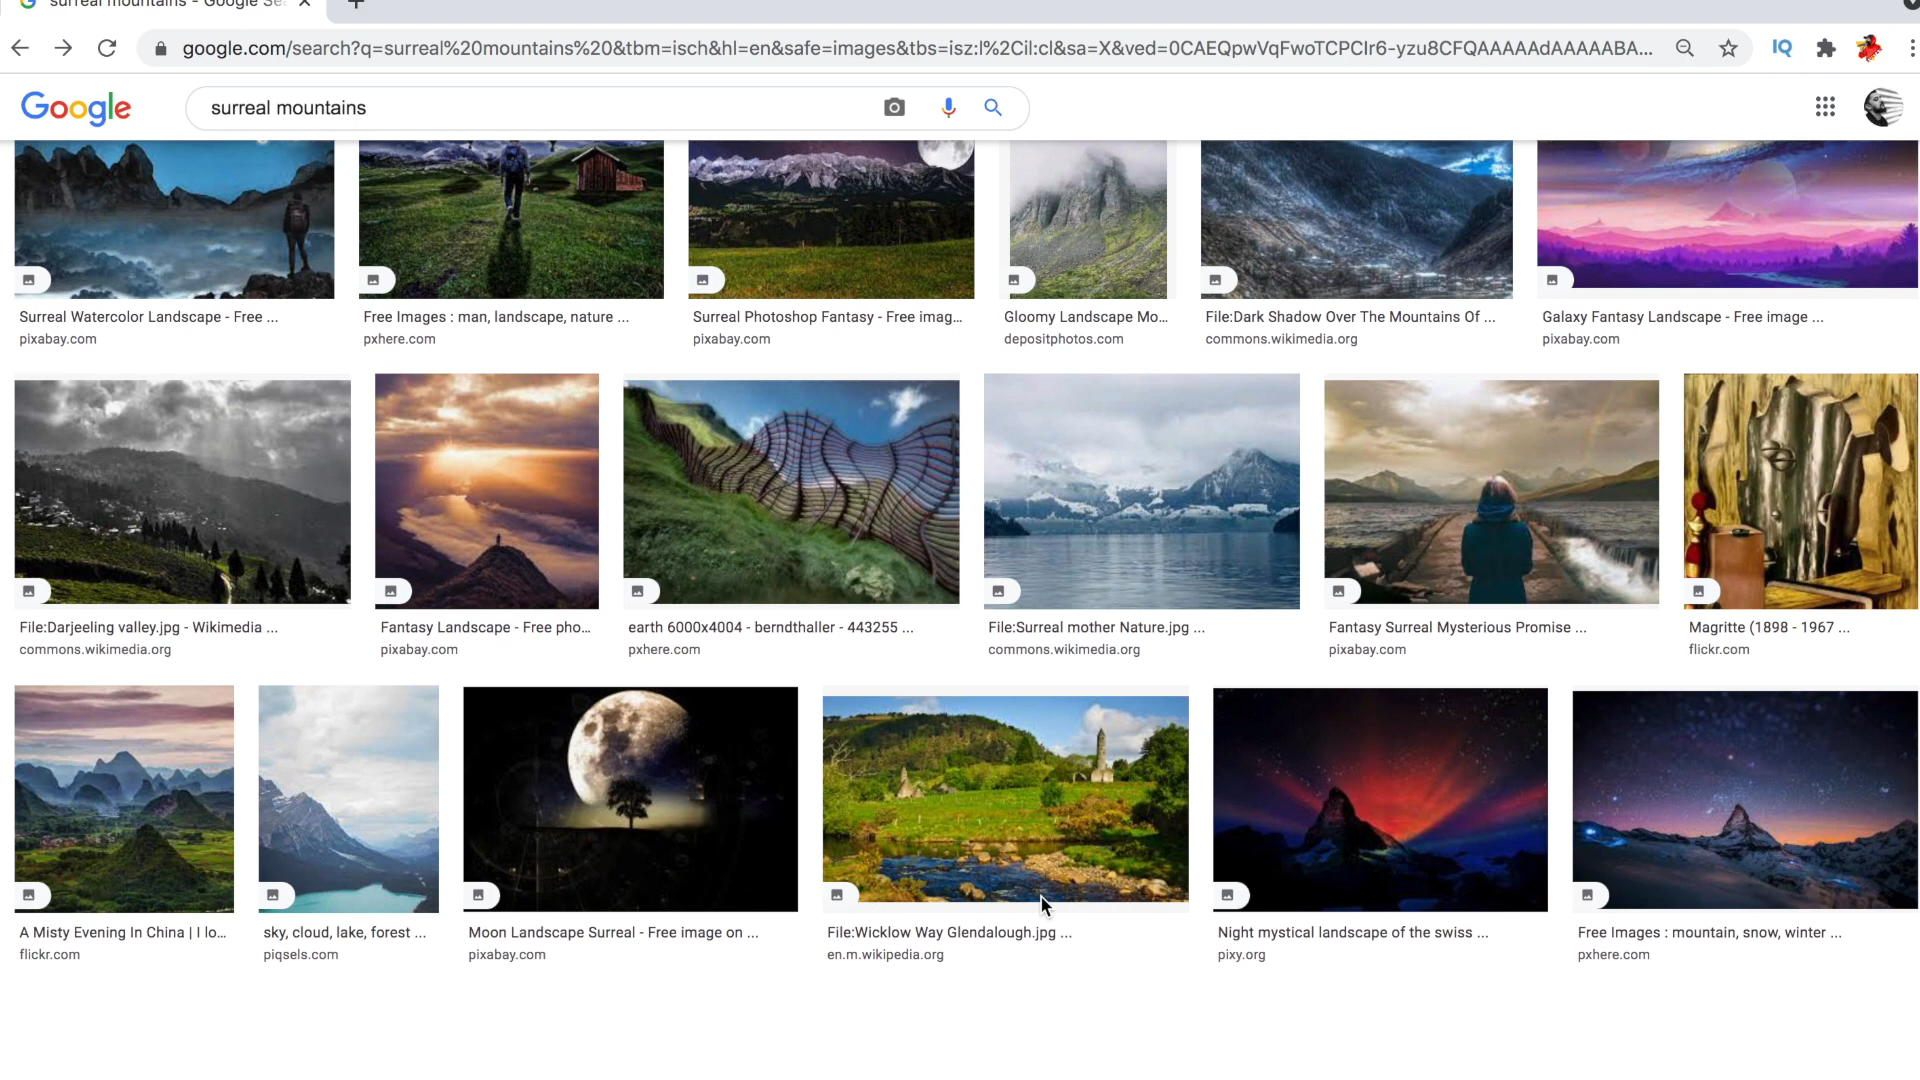 surreal mountains - Google Se
google.com/search?q=surreal%20mountains%20&tbm=isch&hl=en&safe=images&tbs=isz:l%2Cil:cl&sa=X&ved=0CAEQpwVqFwoTCPCIr6-yzu8CFQAAAAAdAAAAABA...
IQ
Google
surreal mountains
Surreal Watercolor Landscape - Free ...
pixabay.com
Free Images : man, landscape, nature ...
pxhere.com
Surreal Photoshop Fantasy - Free imag...
pixabay.com
Gloomy Landscape Mo...
depositphotos.com
File:Dark Shadow Over The Mountains Of ...
commons.wikimedia.org
Galaxy Fantasy Landscape - Free image ...
pixabay.com
File:Darjeeling valley.jpg - Wikimedia ...
commons.wikimedia.org
Fantasy Landscape - Free pho...
pixabay.com
earth 6000x4004 - berndthaller - 443255 ...
pxhere.com
File:Surreal mother Nature.jpg ...
commons.wikimedia.org
Fantasy Surreal Mysterious Promise ...
pixabay.com
Magritte (1898 - 1967 ...
flickr.com
A Misty Evening In China | I lo...
flickr.com
sky, cloud, lake, forest ...
piqsels.com
Moon Landscape Surreal - Free image on ...
pixabay.com
File:Wicklow Way Glendalough.jpg ...
en.m.wikipedia.org
Night mystical landscape of the swiss ...
pixy.org
Free Images : mountain, snow, winter ...
pxhere.com